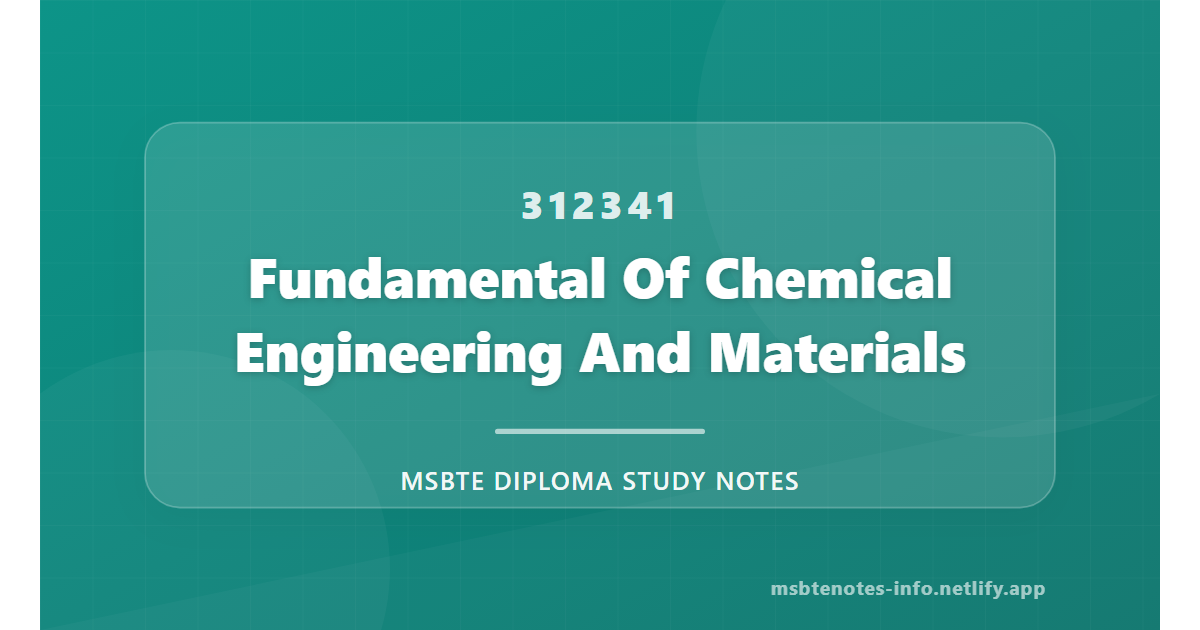 312341
Fundamental Of Chemical
Engineering And Materials
MSBTE DIPLOMA STUDY NOTES
msbtenotes-info.netlify.app